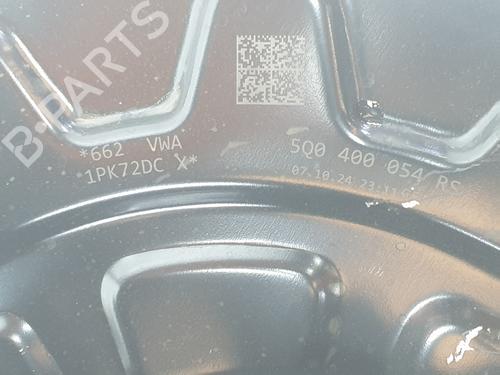 B-PARTS
*662 VWA
1PK72DC X*
5Q0 400 054 RS
07.10.24 23:11